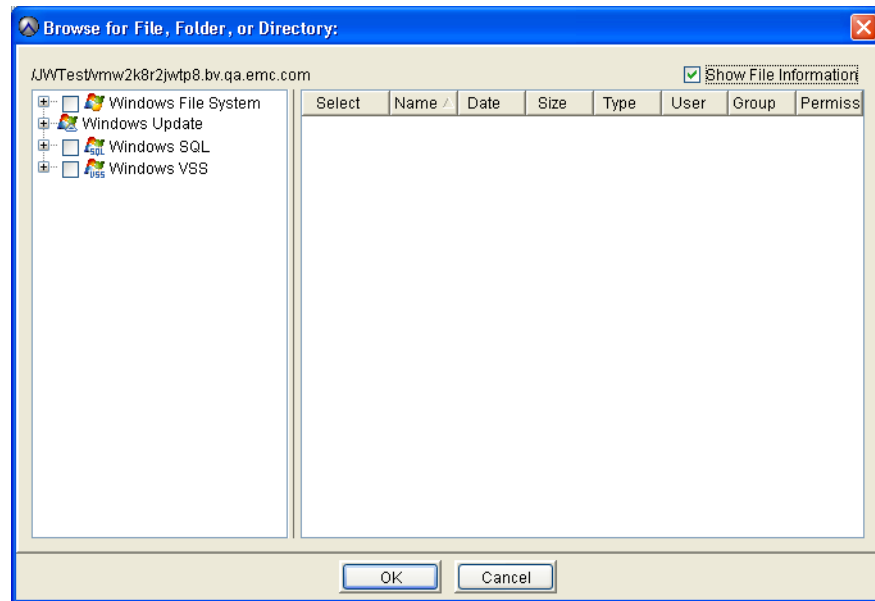 Browse for File, Folder, or Directory:
/JWTest/vmw2k8r2jwtp8.bv.qa.emc.com
Show File Information
Windows File System
Windows Update
Windows SQL
Windows VSS
Select Name Date Size Type User Group Permiss
OK Cancel